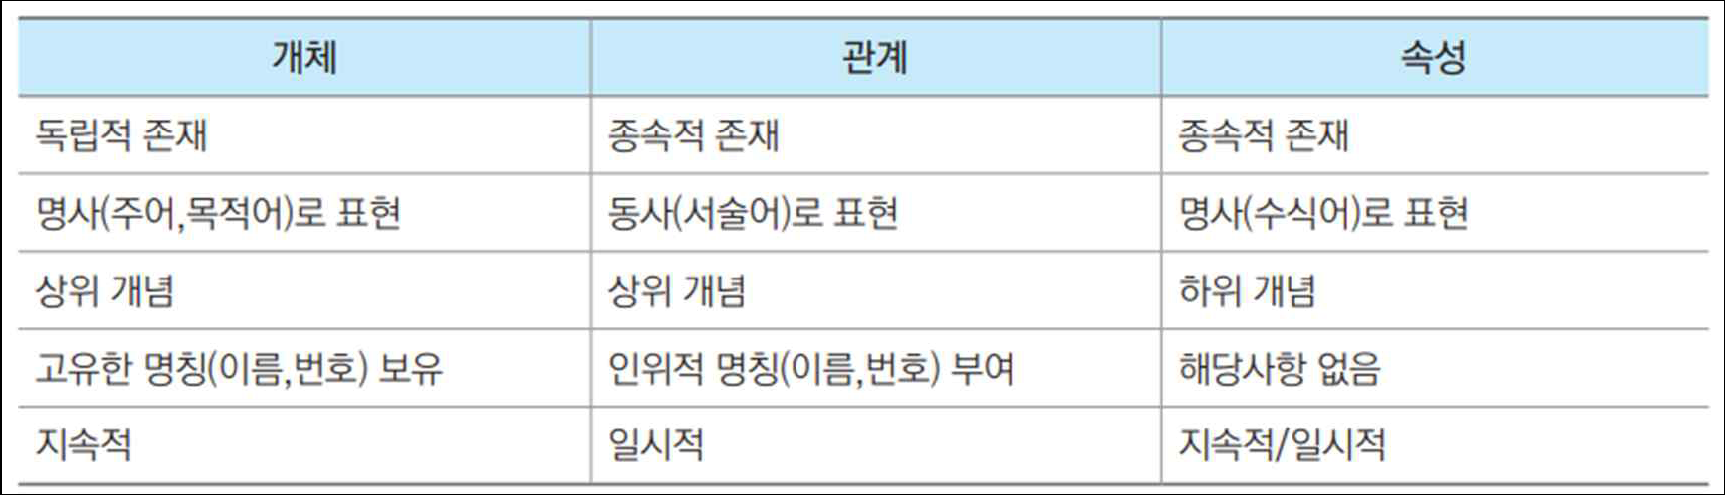 개체 관계 속성
독립적 존재 종속적 존재 종속적 존재
명사(주어,목적어)로 표현 동사(서술어)로 표현 명사(수식어)로 표현
상위 개념 상위 개념 하위 개념
고유한 명칭(이름,번호) 보유 인위적 명칭(이름,번호) 부여 해당사항 없음
지속적 일시적 지속적/일시적